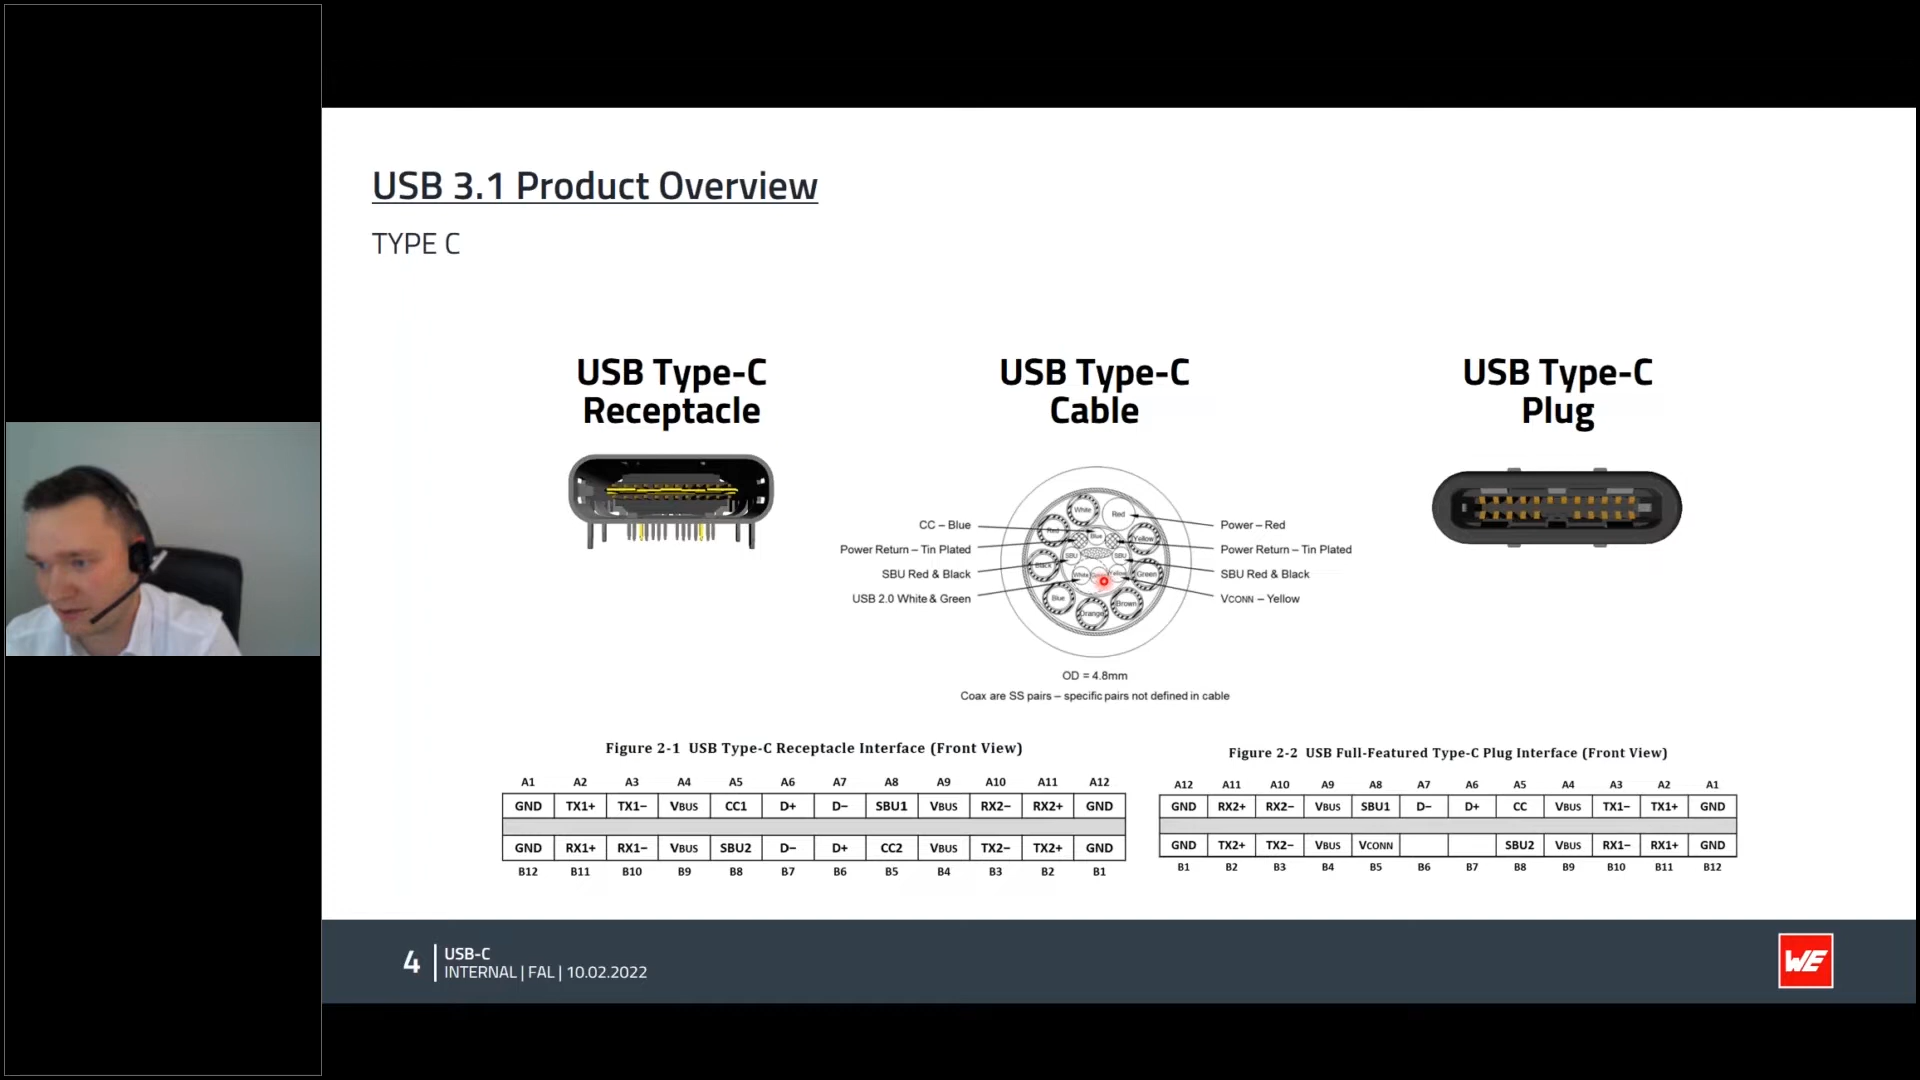 USB 3.1 Product Overview
TYPE C
USB Type-C
Receptacle
USB Type-C
Cable
USB Type-C
Plug
CC – Blue
Power Return – Tin Plated
SBU Red & Black
USB 2.0 White & Green
White
Red
Red
Blue
Yellow
SBU
SBU
Black
White
Yellow
Green
Blue
Orange
Brown
Power – Red
Power Return – Tin Plated
SBU Red & Black
VCONN – Yellow
OD = 4.8mm
Coax are SS pairs – specific pairs not defined in cable
Figure 2-1 USB Type-C Receptacle Interface (Front View)
A1 A2 A3 A4 A5 A6 A7 A8 A9 A10 A11 A12
GND TX1+ TX1− VBUS CC1 D+ D− SBU1 VBUS RX2− RX2+ GND
GND RX1+ RX1− VBUS SBU2 D− D+ CC2 VBUS TX2− TX2+ GND
B12 B11 B10 B9 B8 B7 B6 B5 B4 B3 B2 B1
Figure 2-2 USB Full-Featured Type-C Plug Interface (Front View)
A12 A11 A10 A9 A8 A7 A6 A5 A4 A3 A2 A1
GND RX2+ RX2− VBUS SBU1 D− D+ CC VBUS TX1− TX1+ GND
GND TX2+ TX2− VBUS VCONN SBU2 VBUS RX1− RX1+ GND
B1 B2 B3 B4 B5 B6 B7 B8 B9 B10 B11 B12
4
USB-C
INTERNAL | FAL | 10.02.2022
WE